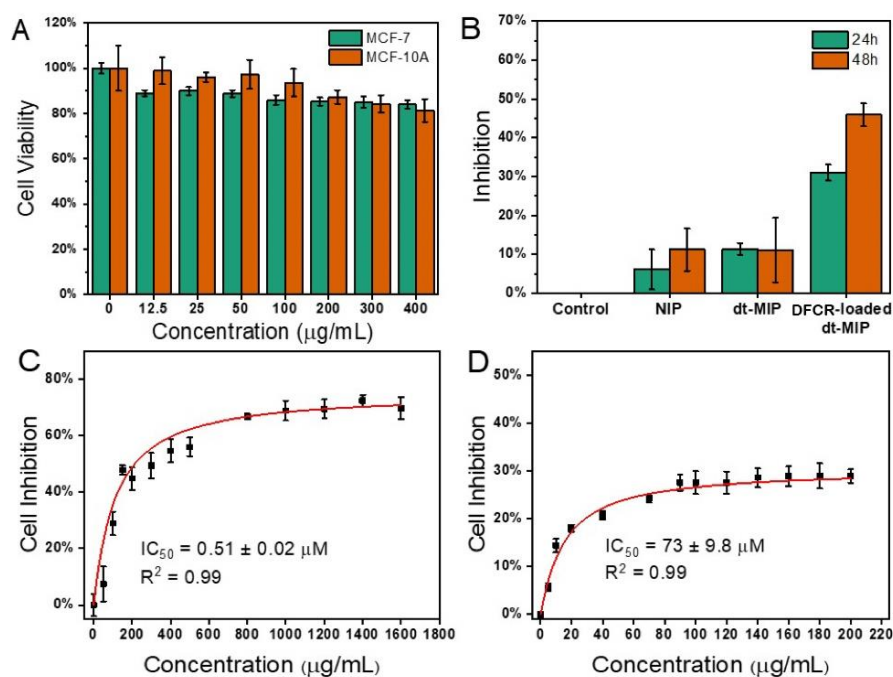 A
120%
100%
80%
60%
40%
20%
0%
Cell Viability
MCF-7
MCF-10A
0 12.5 25 50 100 200 300 400
Concentration (μg/mL)
B
70%
60%
50%
40%
30%
20%
10%
0%
Inhibition
24h
48h
Control NIP dt-MIP DFCR-loaded
dt-MIP
C
80%
60%
40%
20%
0%
Cell Inhibition
IC50 = 0.51 ± 0.02 μM
R2 = 0.99
0 200 400 600 800 1000 1200 1400 1600 1800
Concentration (μg/mL)
D
50%
40%
30%
20%
10%
0%
Cell Inhibition
IC50 = 73 ± 9.8 μM
R2 = 0.99
0 20 40 60 80 100 120 140 160 180 200 220
Concentration (μg/mL)